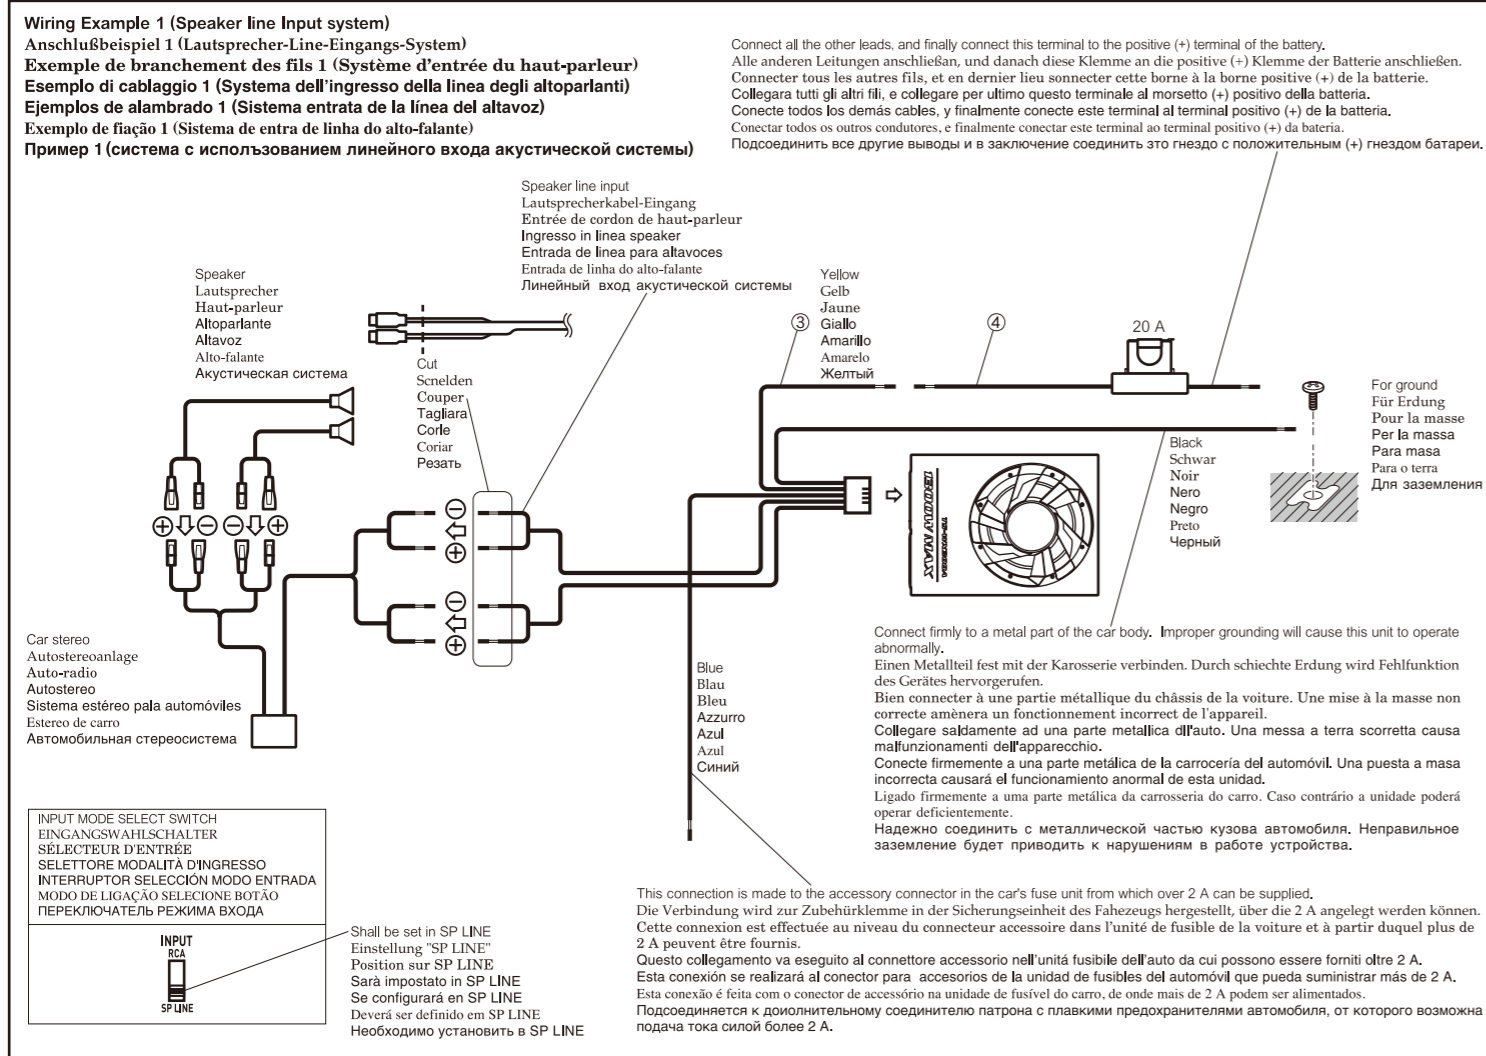 Wiring Example 1 (Speaker line Input system)
Anschlußbeispiel 1 (Lautsprecher-Line-Eingangs-System)
Exemple de branchement des fils 1 (Système d'entrée du haut-parleur)
Esempio di cablaggio 1 (Systema dell'ingresso della linea degli altoparlanti)
Ejemplos de alambrado 1 (Sistema entrata de la línea del altavoz)
Exemplo de fiação 1 (Sistema de entra de linha do alto-falante)
Пример 1 (система с исполъзованием линейного входа акустической системы)
Connect all the other leads, and finally connect this terminal to the positive (+) terminal of the battery.
Alle anderen Leitungen anschließan, und danach diese Klemme an die positive (+) Klemme der Batterie anschließen.
Connecter tous les autres fils, et en dernier lieu sonnecter cette borne à la borne positive (+) de la batterie.
Collegara tutti gli altri fili, e collegare per ultimo questo terminale al morsetto (+) positivo della batteria.
Conecte todos los demás cables, y finalmente conecte este terminal al terminal positivo (+) de la batteria.
Conectar todos os outros condutores, e finalmente conectar este terminal ao terminal positivo (+) da bateria.
Подсоединить все другие выводы и в заключение соединить зто гнездо с положительным (+) гнездом батареи.
Speaker line input
Lautsprecherkabel-Eingang
Entrée de cordon de haut-parleur
Ingresso in linea speaker
Entrada de linea para altavoces
Entrada de linha do alto-falante
Линейный вход акустической системы
Speaker
Lautsprecher
Haut-parleur
Altoparlante
Altavoz
Alto-falante
Акустическая система
Cut
Scnelden
Couper
Tagliara
Corle
Coriar
Резать
③
Yellow
Gelb
Jaune
Giallo
Amarillo
Amarelo
Желтый
④
20 A
For ground
Für Erdung
Pour la masse
Per la massa
Para masa
Para o terra
Для заземления
Black
Schwar
Noir
Nero
Negro
Preto
Черный
⊖
⊕
⊖
⊕
⊕ ⊖ ⊖ ⊕
Car stereo
Autostereoanlage
Auto-radio
Autostereo
Sistema estéreo pala automóviles
Estereo de carro
Автомобильная стереосистема
Blue
Blau
Bleu
Azzurro
Azul
Azul
Синий
Connect firmly to a metal part of the car body. Improper grounding will cause this unit to operate
abnormally.
Einen Metallteil fest mit der Karosserie verbinden. Durch schiechte Erdung wird Fehlfunktion
des Gerätes hervorgerufen.
Bien connecter à une partie métallique du châssis de la voiture. Une mise à la masse non
correcte amènera un fonctionnement incorrect de l'appareil.
Collegare saldamente ad una parte metallica dll'auto. Una messa a terra scorretta causa
malfunzionamenti dell'apparecchio.
Conecte firmemente a una parte metálica de la carrocería del automóvil. Una puesta a masa
incorrecta causará el funcionamiento anormal de esta unidad.
Ligado firmemente a uma parte metálica da carrosseria do carro. Caso contrário a unidade poderá
operar deficientemente.
Надежно соединить с металлической частью кузова автомобиля. Неправильное
заземление будет приводить к нарушениям в работе устройства.
INPUT MODE SELECT SWITCH
EINGANGSWAHLSCHALTER
SÉLECTEUR D'ENTRÉE
SELETTORE MODALITÀ D'INGRESSO
INTERRUPTOR SELECCIÓN MODO ENTRADA
MODO DE LIGAÇÃO SELECIONE BOTÃO
ПЕРЕКЛЮЧАТЕЛЬ РЕЖИМА ВХОДА
INPUT
RCA
SP LINE
Shall be set in SP LINE
Einstellung "SP LINE"
Position sur SP LINE
Sarà impostato in SP LINE
Se configurará en SP LINE
Deverá ser definido em SP LINE
Необходимо установить в SP LINE
This connection is made to the accessory connector in the car's fuse unit from which over 2 A can be supplied.
Die Verbindung wird zur Zubehürklemme in der Sicherungseinheit des Fahezeugs hergestellt, über die 2 A angelegt werden können.
Cette connexion est effectuée au niveau du connecteur accessoire dans l'unité de fusible de la voiture et à partir duquel plus de
2 A peuvent être fournis.
Questo collegamento va eseguito al connettore accessorio nell'unitá fusibile dell'auto da cui possono essere forniti oltre 2 A.
Esta conexión se realizará al conector para accesorios de la unidad de fusibles del automóvil que pueda suministrar más de 2 A.
Esta conexão é feita com o conector de accessório na unidade de fusível do carro, de onde mais de 2 A podem ser alimentados.
Подсоединяется к доиолнительному соединителю патрона с плавкими предохранителями автомобиля, от которого возможна
подача тока силой более 2 А.